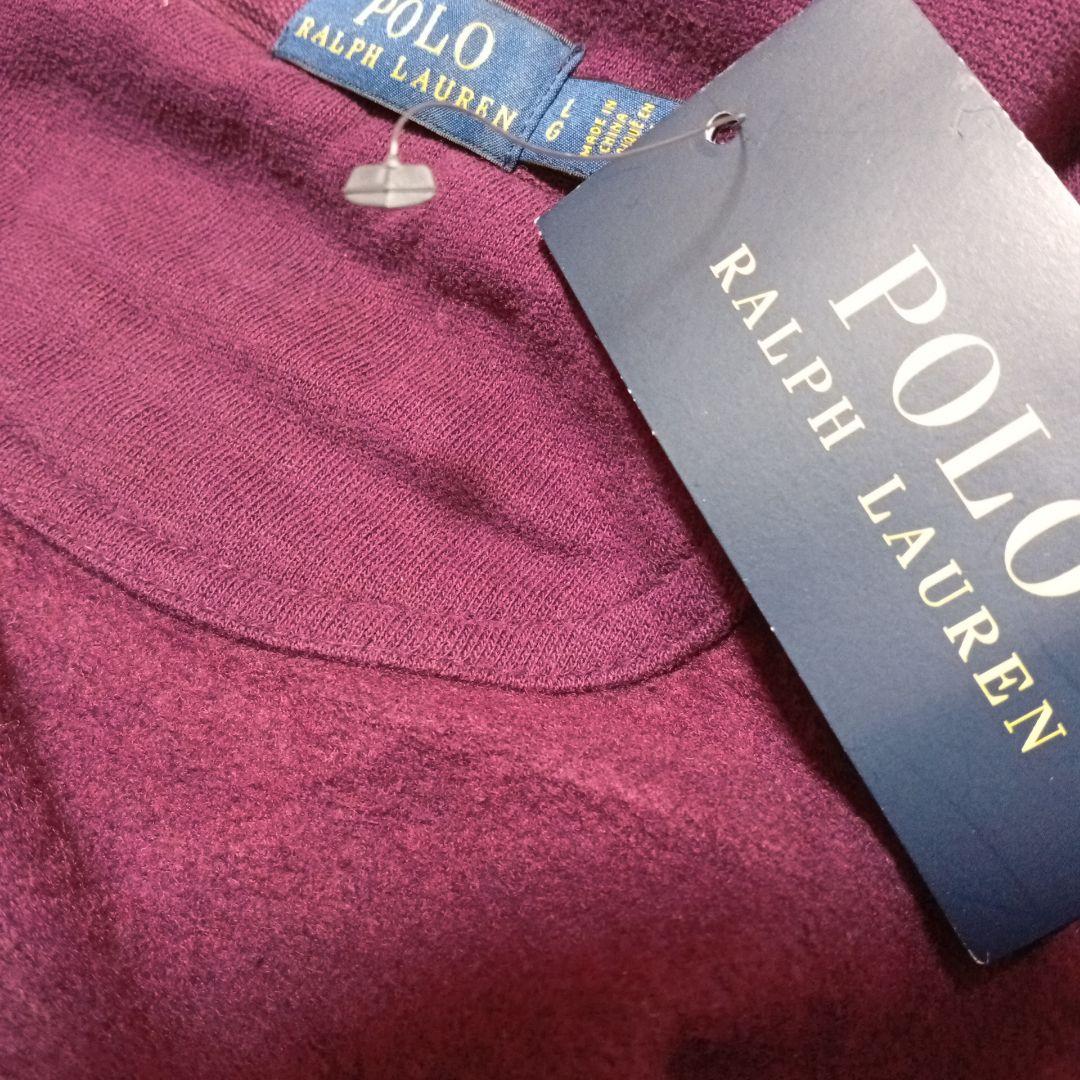 POLO
RALPH LAUREN
L
G
MADE IN
CHINA
POLO
RALPH LAUREN